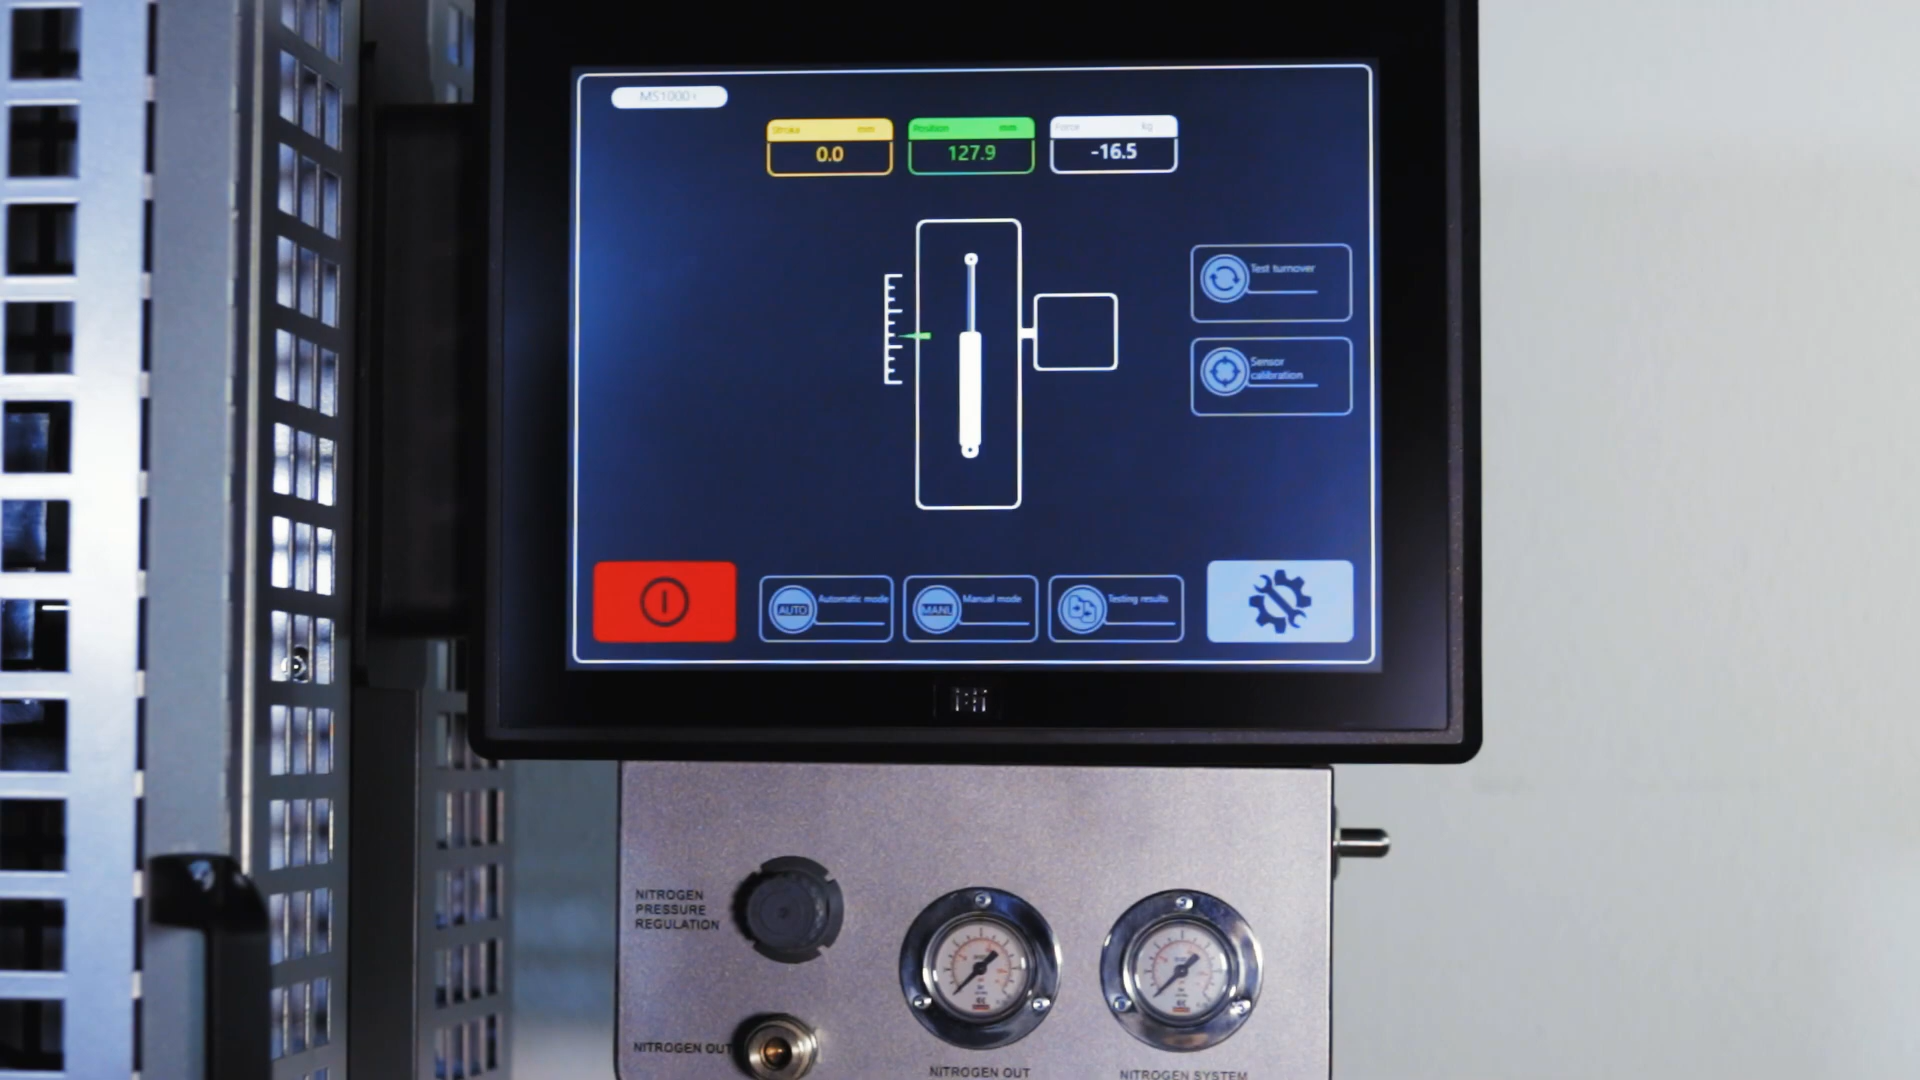 MS1000+
Stroke mm
Position mm
Force kg
0.0
127.9
-16.5
Test turnover
Sensor
calibration
AUTO
Automatic mode
MANU
Manual mode
Testing results
NITROGEN
PRESSURE
REGULATION
NITROGEN OUT
NITROGEN OUT
NITROGEN SYSTEM